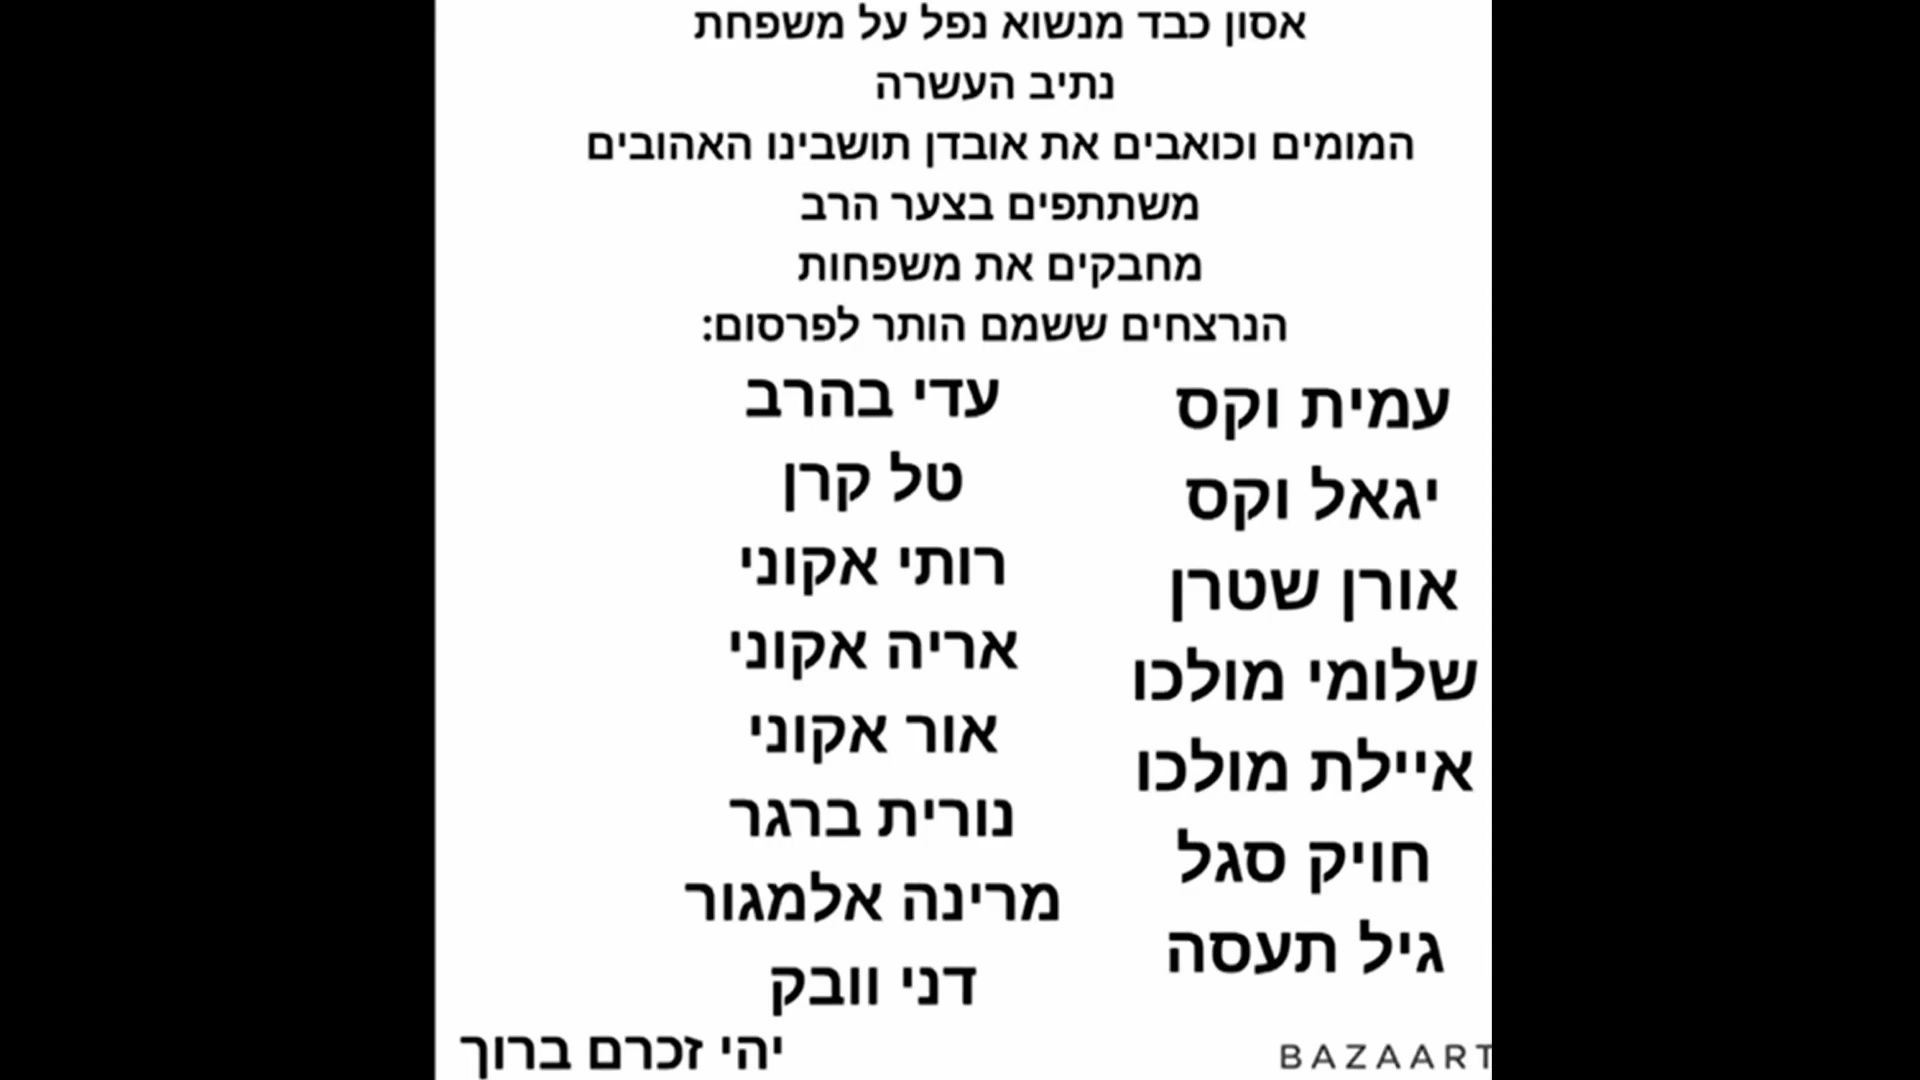 אסון כבד מנשוא נפל על משפחת
נתיב העשרה
המומים וכואבים את אובדן תושבינו האהובים
משתתפים בצער הרב
מחבקים את משפחות
הנרצחים ששמם הותר לפרסום:
עמית וקס
יגאל וקס
אורן שטרן
שלומי מולכו
איילת מולכו
חויק סגל
גיל תעסה
עדי בהרב
טל קרן
רותי אקוני
אריה אקוני
אור אקוני
נורית ברגר
מרינה אלמגור
דני וובק
יהי זכרם ברוך
BAZAART